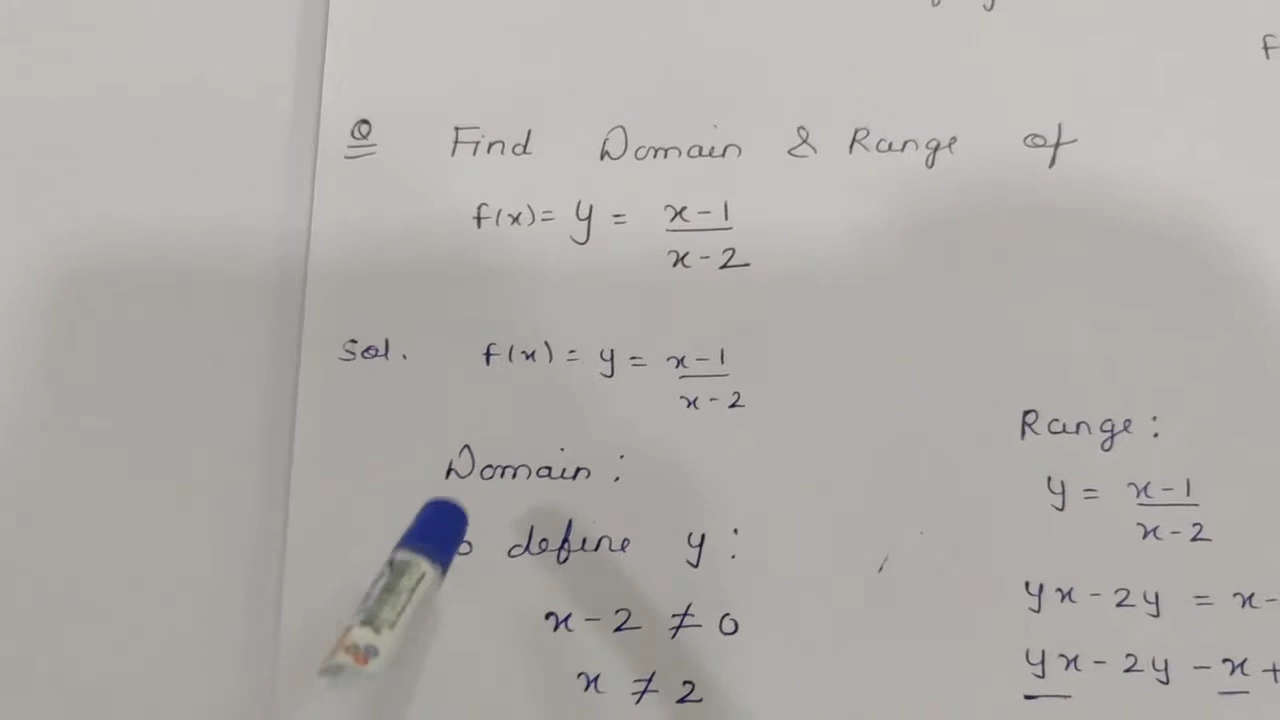 Q Find Domain & Range of
f(x) = y = x-1 / x-2
Sol. f(x) = y = x-1 / x-2
Domain :
define y :
x-2 ≠ 0
x ≠ 2
Range :
y = x-1 / x-2
yx - 2y = x-
yx - 2y - x +